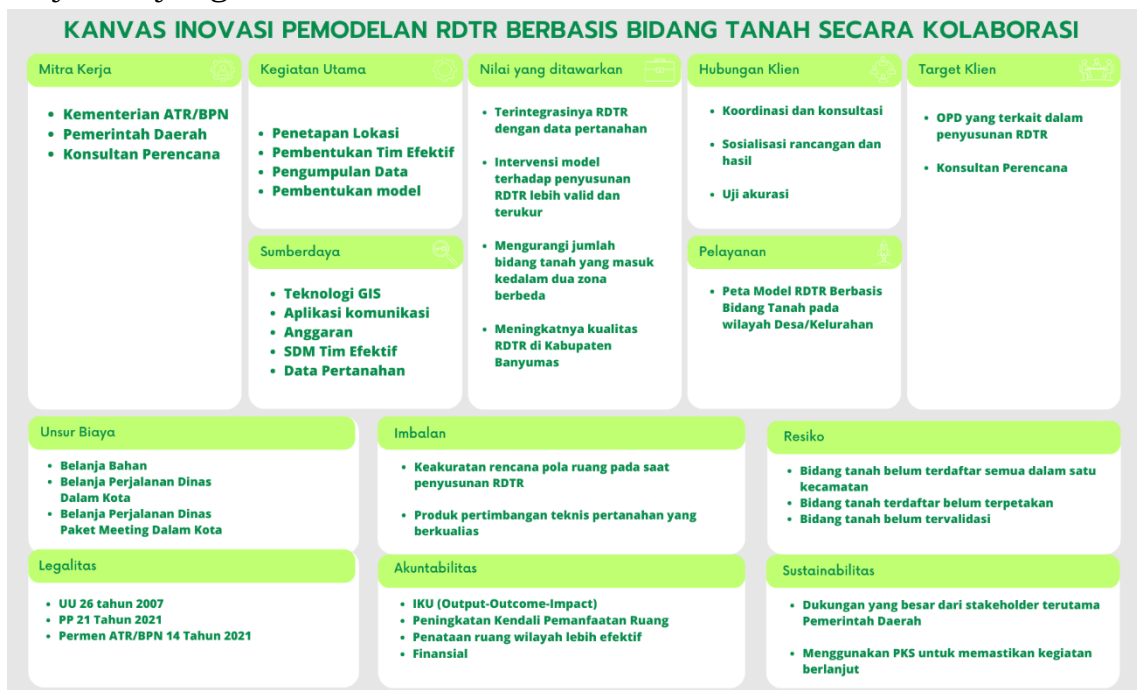 KANVAS INOVASI PEMODELAN RDTR BERBASIS BIDANG TANAH SECARA KOLABORASI
Mitra Kerja
• Kementerian ATR/BPN
• Pemerintah Daerah
• Konsultan Perencana
Kegiatan Utama
• Penetapan Lokasi
• Pembentukan Tim Efektif
• Pengumpulan Data
• Pembentukan model
Sumberdaya
• Teknologi GIS
• Aplikasi komunikasi
• Anggaran
• SDM Tim Efektif
• Data Pertanahan
Nilai yang ditawarkan
• Terintegrasinya RDTR
dengan data pertanahan
• Intervensi model
terhadap penyusunan
RDTR lebih valid dan
terukur
• Mengurangi jumlah
bidang tanah yang masuk
kedalam dua zona
berbeda
• Meningkatnya kualitas
RDTR di Kabupaten
Banyumas
Hubungan Klien
• Koordinasi dan konsultasi
• Sosialisasi rancangan dan
hasil
• Uji akurasi
Pelayanan
• Peta Model RDTR Berbasis
Bidang Tanah pada
wilayah Desa/Kelurahan
Target Klien
• OPD yang terkait dalam
penyusunan RDTR
• Konsultan Perencana
Unsur Biaya
• Belanja Bahan
• Belanja Perjalanan Dinas
Dalam Kota
• Belanja Perjalanan Dinas
Paket Meeting Dalam Kota
Imbalan
• Keakuratan rencana pola ruang pada saat
penyusunan RDTR
• Produk pertimbangan teknis pertanahan yang
berkualias
Resiko
• Bidang tanah belum terdaftar semua dalam satu
kecamatan
• Bidang tanah terdaftar belum terpetakan
• Bidang tanah belum tervalidasi
Legalitas
• UU 26 tahun 2007
• PP 21 Tahun 2021
• Permen ATR/BPN 14 Tahun 2021
Akuntabilitas
• IKU (Output-Outcome-Impact)
• Peningkatan Kendali Pemanfaatan Ruang
• Penataan ruang wilayah lebih efektif
• Finansial
Sustainabilitas
• Dukungan yang besar dari stakeholder terutama
Pemerintah Daerah
• Menggunakan PKS untuk memastikan kegiatan
berlanjut